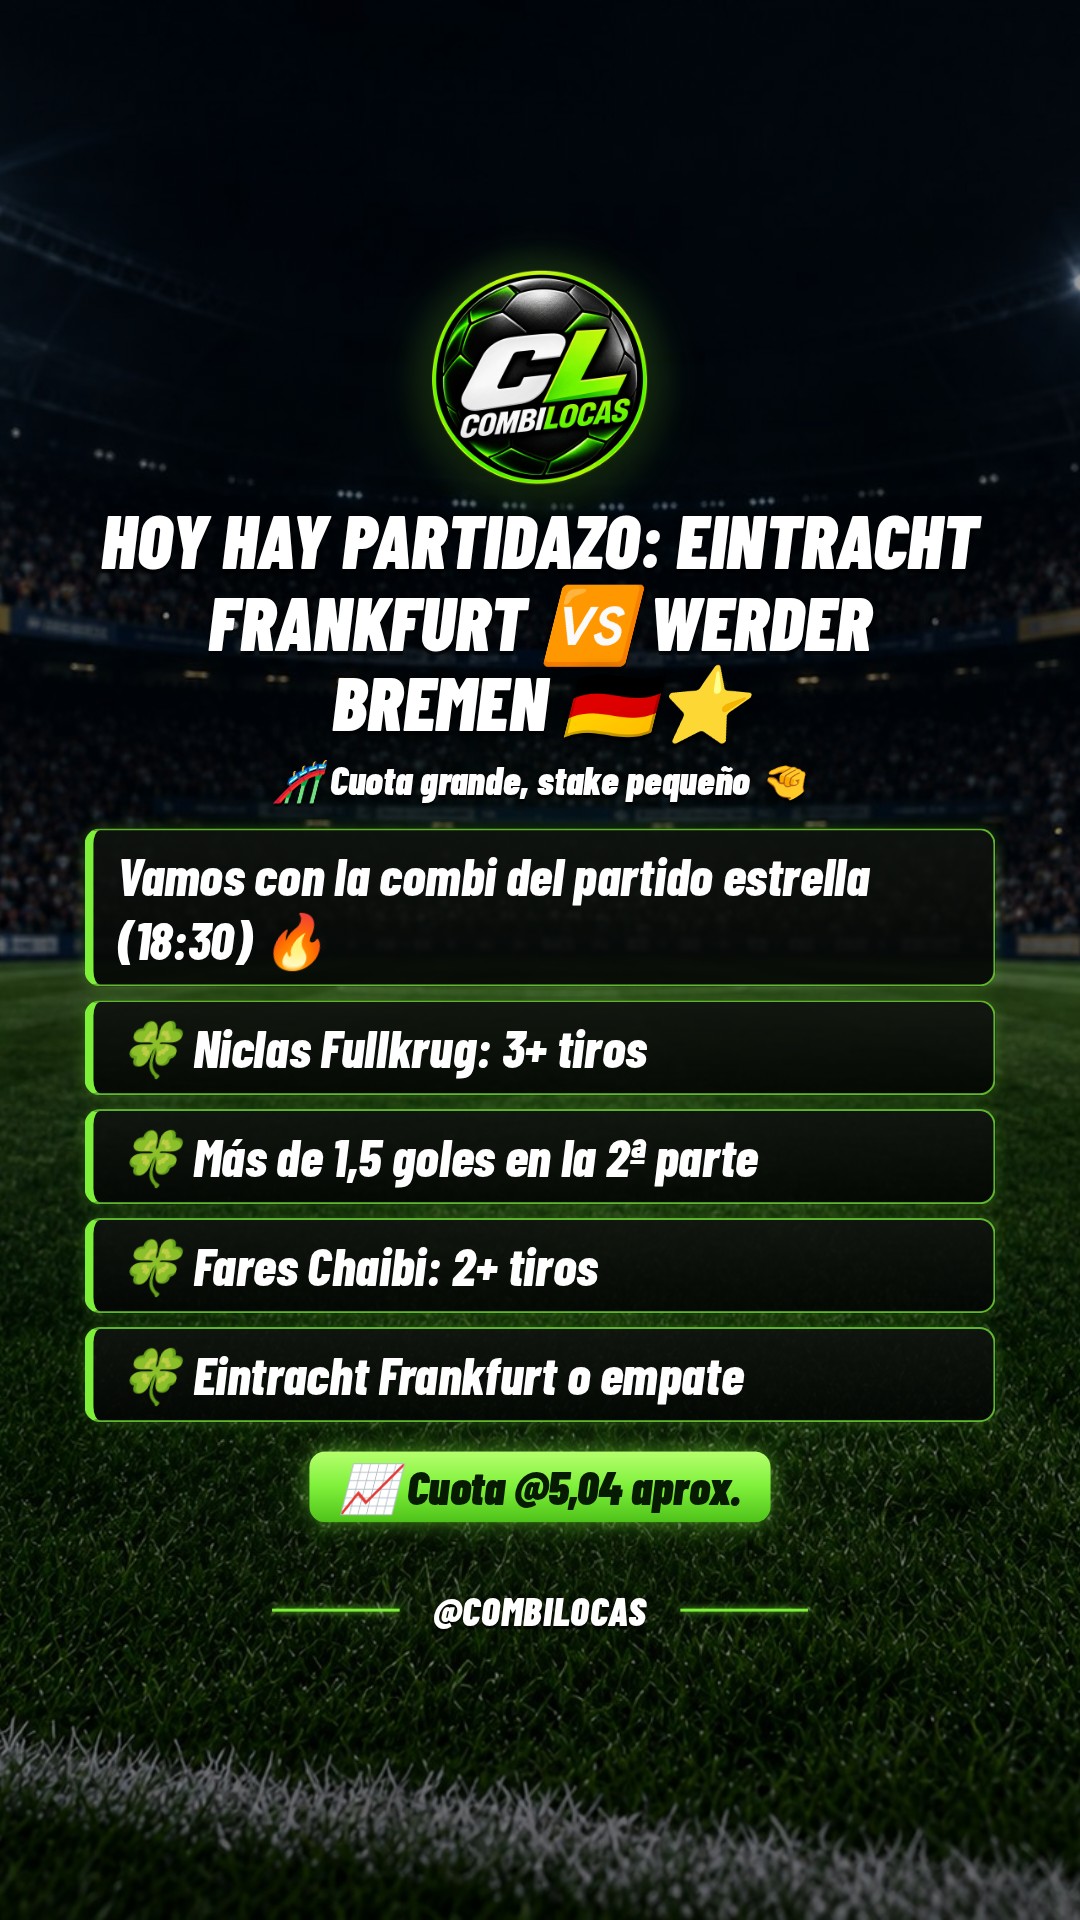 CL
COMBILOCAS
HOY HAY PARTIDAZO: EINTRACHT
FRANKFURT 🆚 WERDER
BREMEN 🇩🇪⭐
🎢 Cuota grande, stake pequeño 🤏
Vamos con la combi del partido estrella
(18:30) 🔥
🍀 Niclas Fullkrug: 3+ tiros
🍀 Más de 1,5 goles en la 2ª parte
🍀 Fares Chaibi: 2+ tiros
🍀 Eintracht Frankfurt o empate
📈 Cuota @5,04 aprox.
@COMBILOCAS